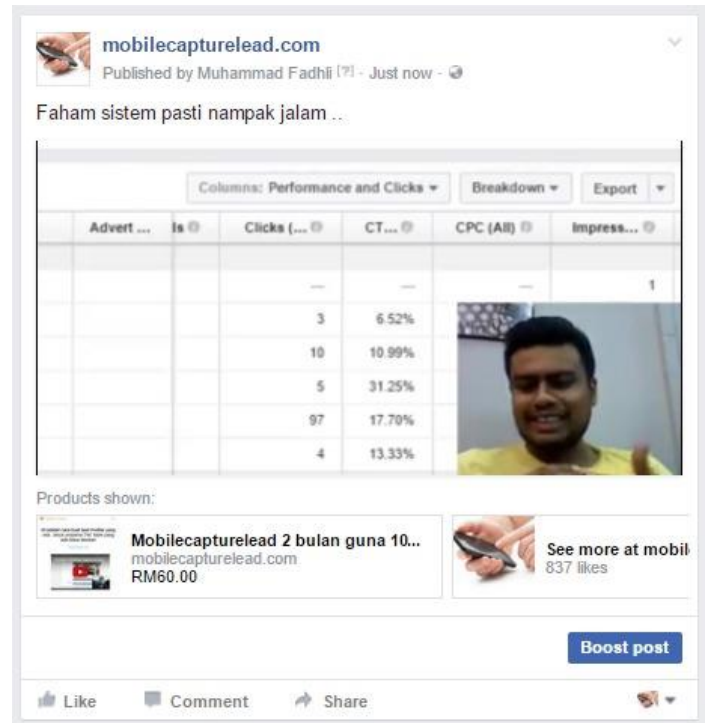 mobilecapturelead.com
Published by Muhammad Fadhli [?] · Just now ·
Faham sistem pasti nampak jalam ..
Columns: Performance and Clicks Breakdown Export
Advert ... ls Clicks (... CT... CPC (All) Impress...
— — — 1
3 6.52%
10 10.99%
5 31.25%
97 17.70%
4 13.33%
Products shown:
Mobilecapturelead 2 bulan guna 10...
mobilecapturelead.com
RM60.00
See more at mobil
837 likes
Boost post
Like Comment Share